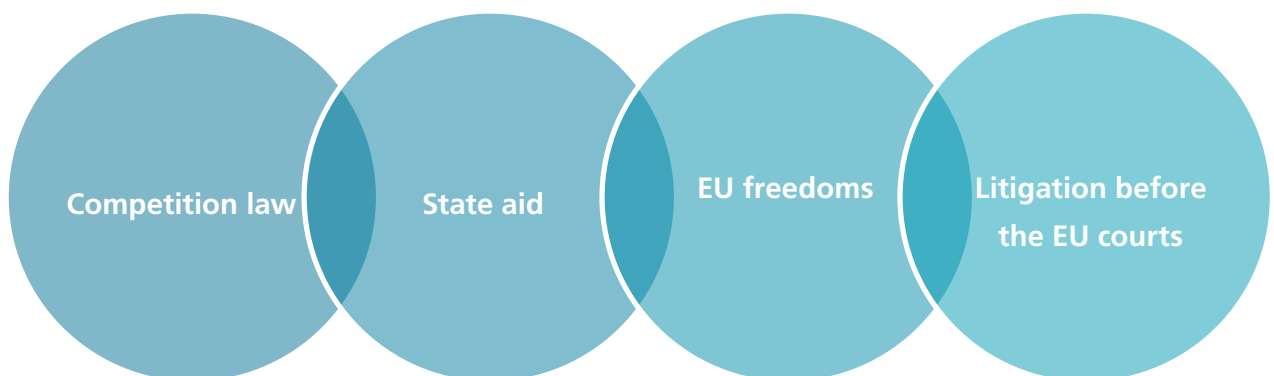 Competition law
State aid
EU freedoms
Litigation before
the EU courts